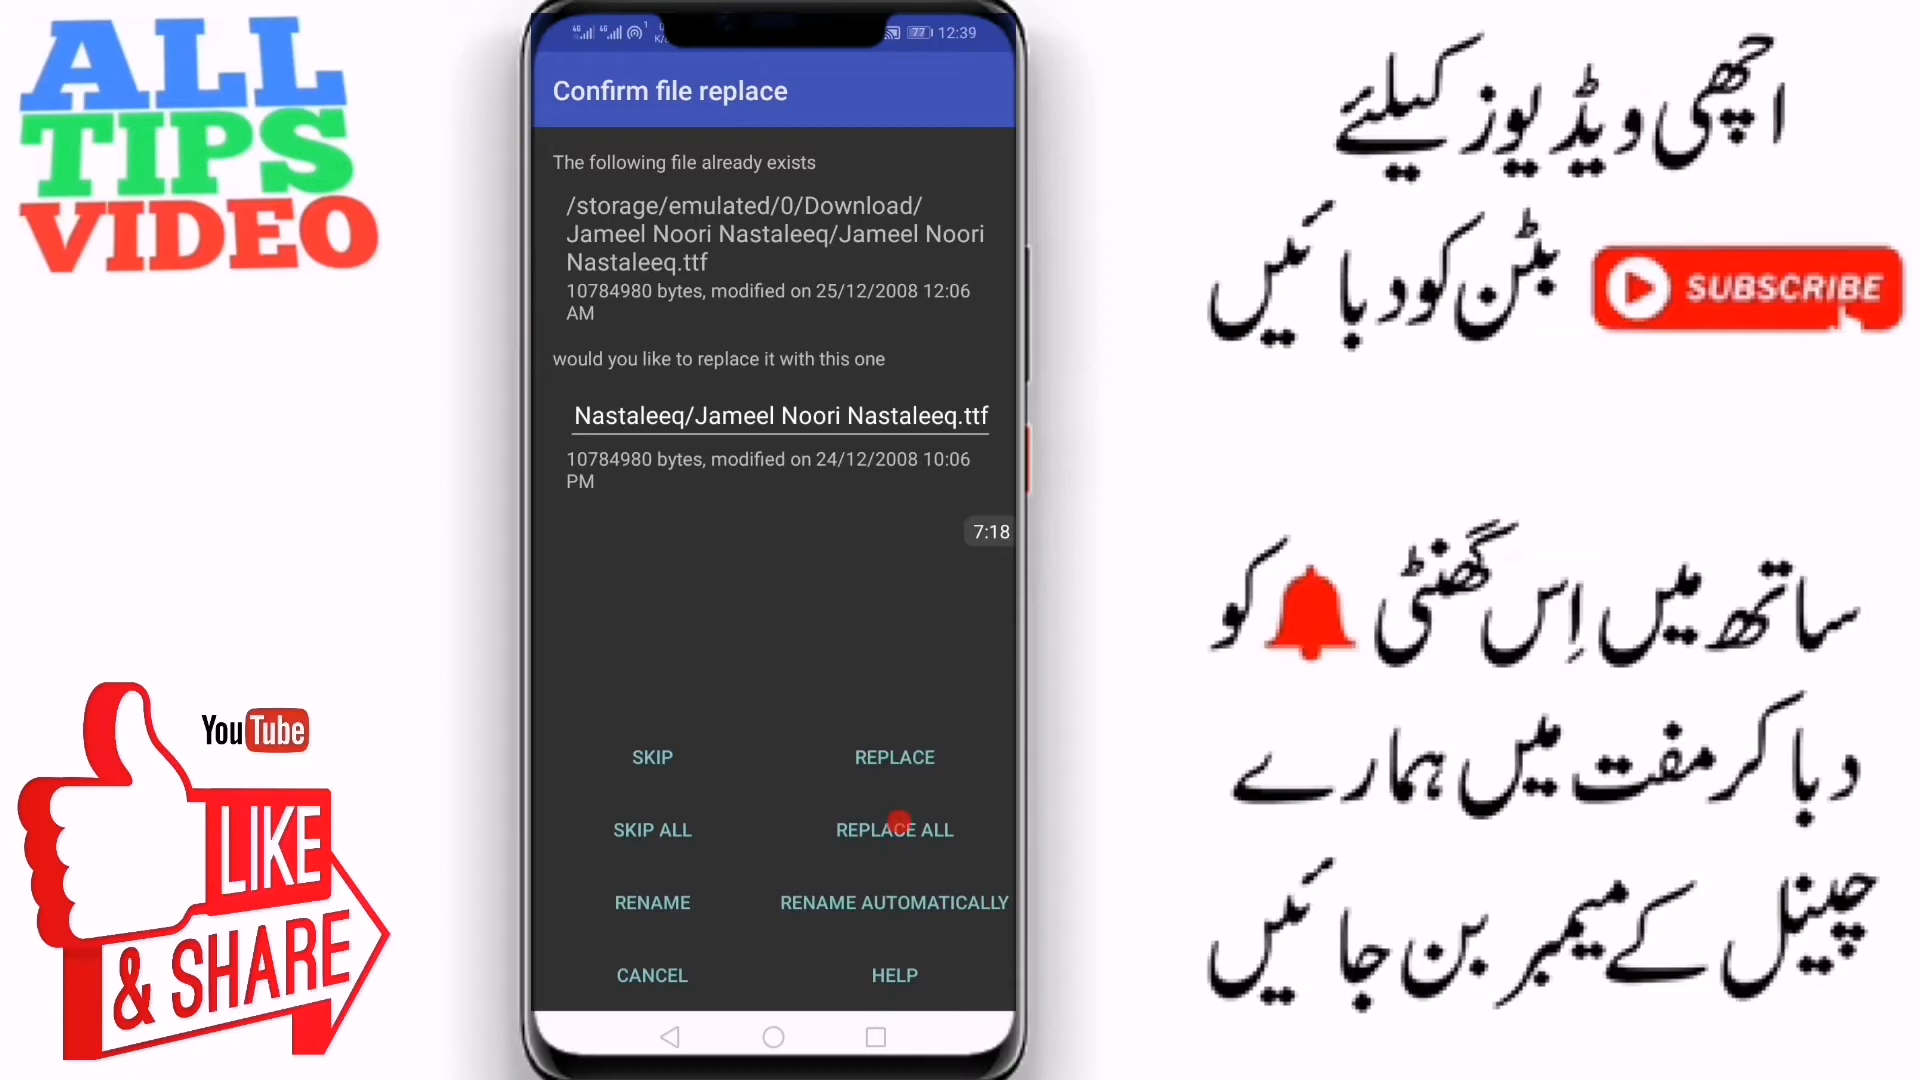 ALL
TIPS
VIDEO
YouTube
LIKE
& SHARE
4G 4G 1 77 12:39
Confirm file replace
The following file already exists
/storage/emulated/0/Download/
Jameel Noori Nastaleeq/Jameel Noori
Nastaleeq.ttf
10784980 bytes, modified on 25/12/2008 12:06
AM
would you like to replace it with this one
Nastaleeq/Jameel Noori Nastaleeq.ttf
10784980 bytes, modified on 24/12/2008 10:06
PM
7:18
SKIP REPLACE
SKIP ALL REPLACE ALL
RENAME RENAME AUTOMATICALLY
CANCEL HELP
اچھی ویڈیوز کیلئے
بٹن کو دبائیں SUBSCRIBE
ساتھ میں اِس گھنٹی کو
دبا کر مفت میں ہمارے
چینل کے میمبر بن جائیں